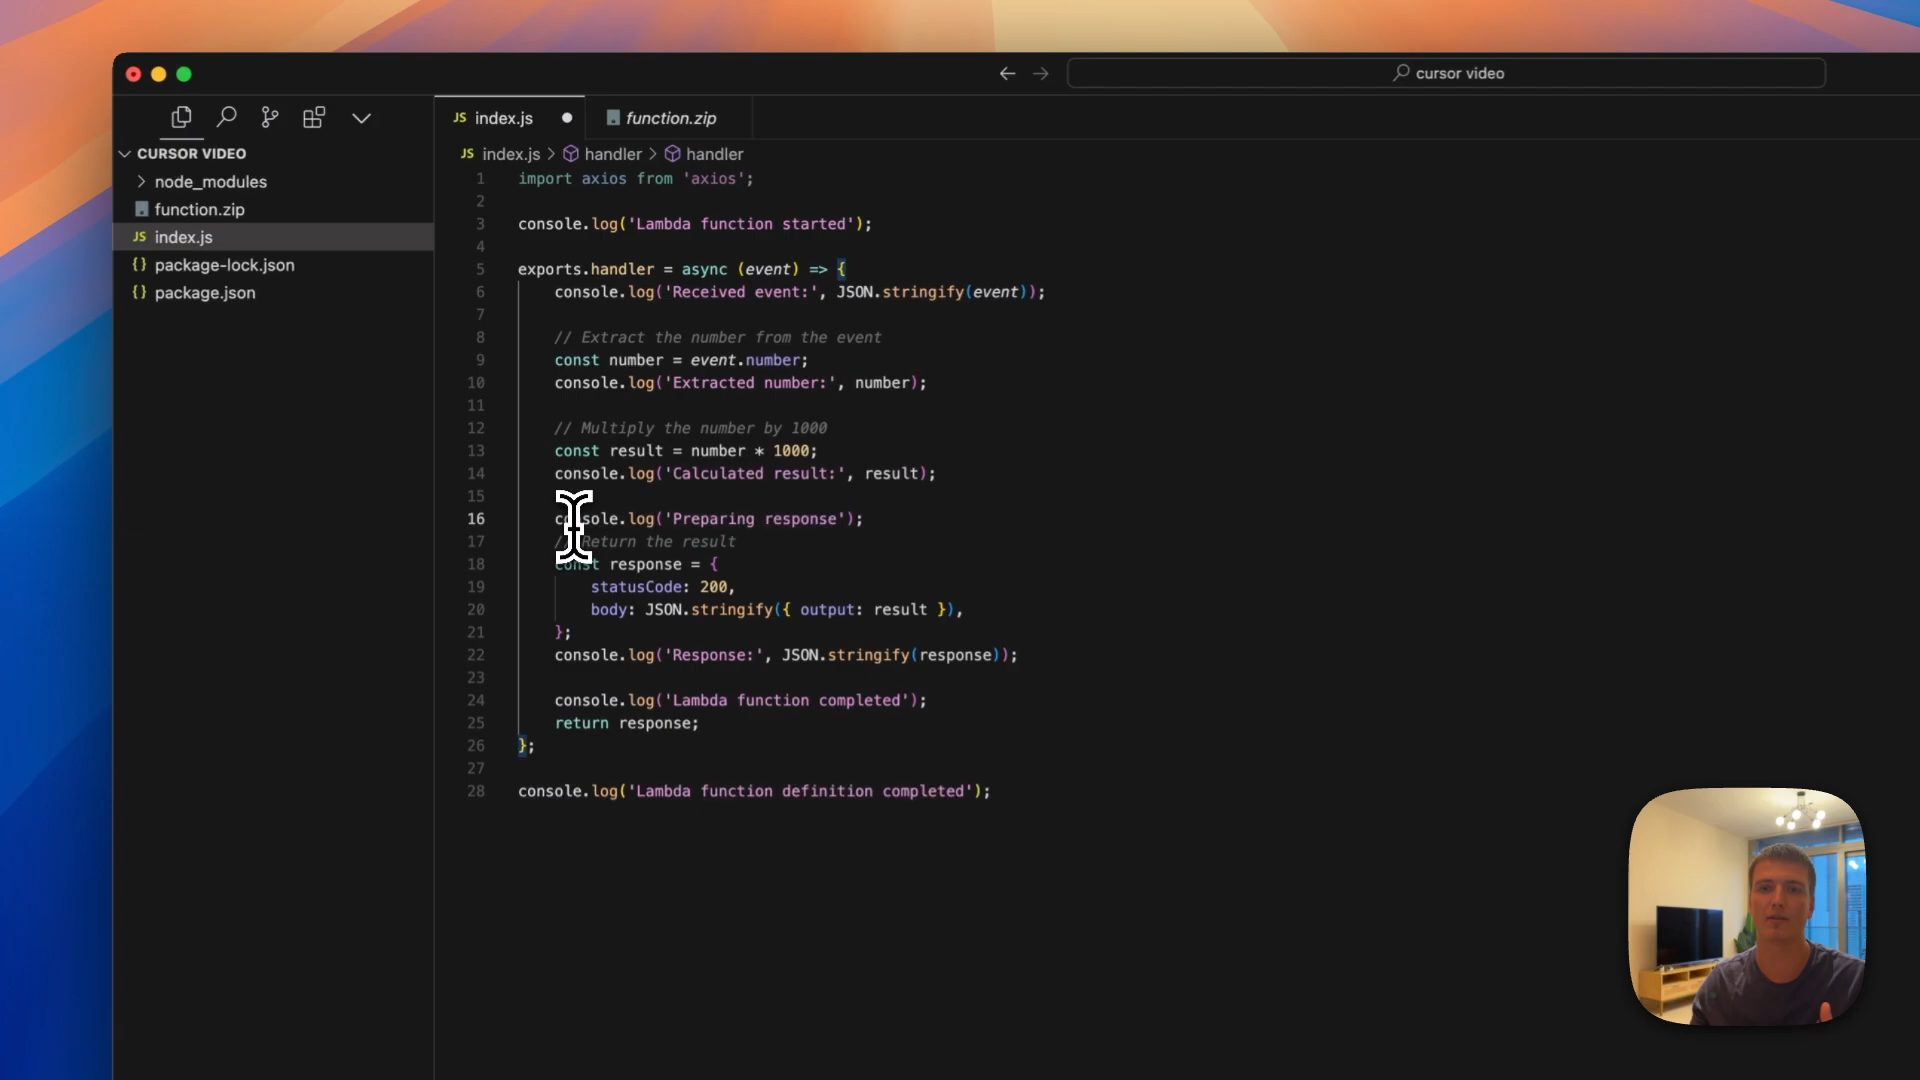 cursor video
JS index.js
function.zip
CURSOR VIDEO
node_modules
function.zip
JS index.js
{} package-lock.json
{} package.json
JS index.js > handler > handler
1 import axios from 'axios';
2
3 console.log('Lambda function started');
4
5 exports.handler = async (event) => {
6 console.log('Received event:', JSON.stringify(event));
7
8 // Extract the number from the event
9 const number = event.number;
10 console.log('Extracted number:', number);
11
12 // Multiply the number by 1000
13 const result = number * 1000;
14 console.log('Calculated result:', result);
15
16 console.log('Preparing response');
17 // Return the result
18 const response = {
19 statusCode: 200,
20 body: JSON.stringify({ output: result }),
21 };
22 console.log('Response:', JSON.stringify(response));
23
24 console.log('Lambda function completed');
25 return response;
26 };
27
28 console.log('Lambda function definition completed');